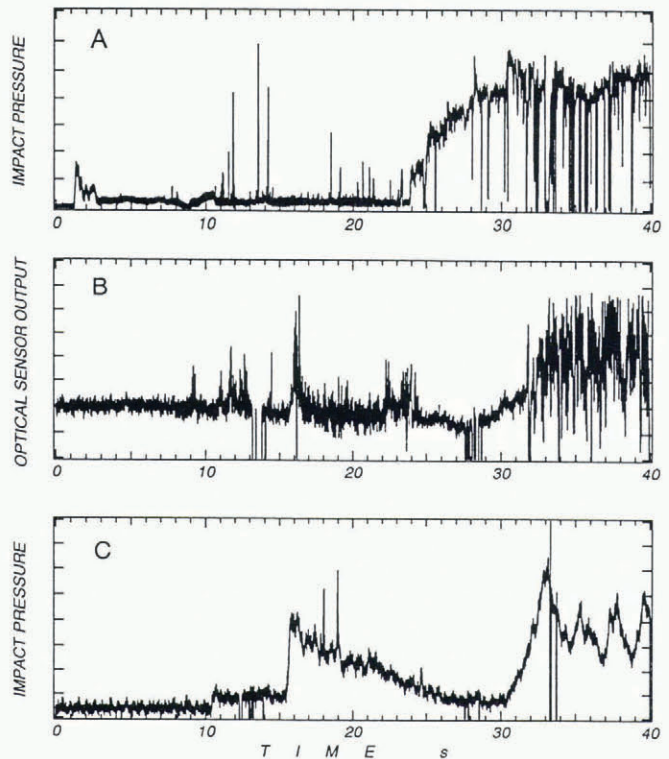 A
IMPACT PRESSURE
0 10 20 30 40
B
OPTICAL SENSOR OUTPUT
0 10 20 30 40
C
IMPACT PRESSURE
0 10 20 30 40
T I M E s